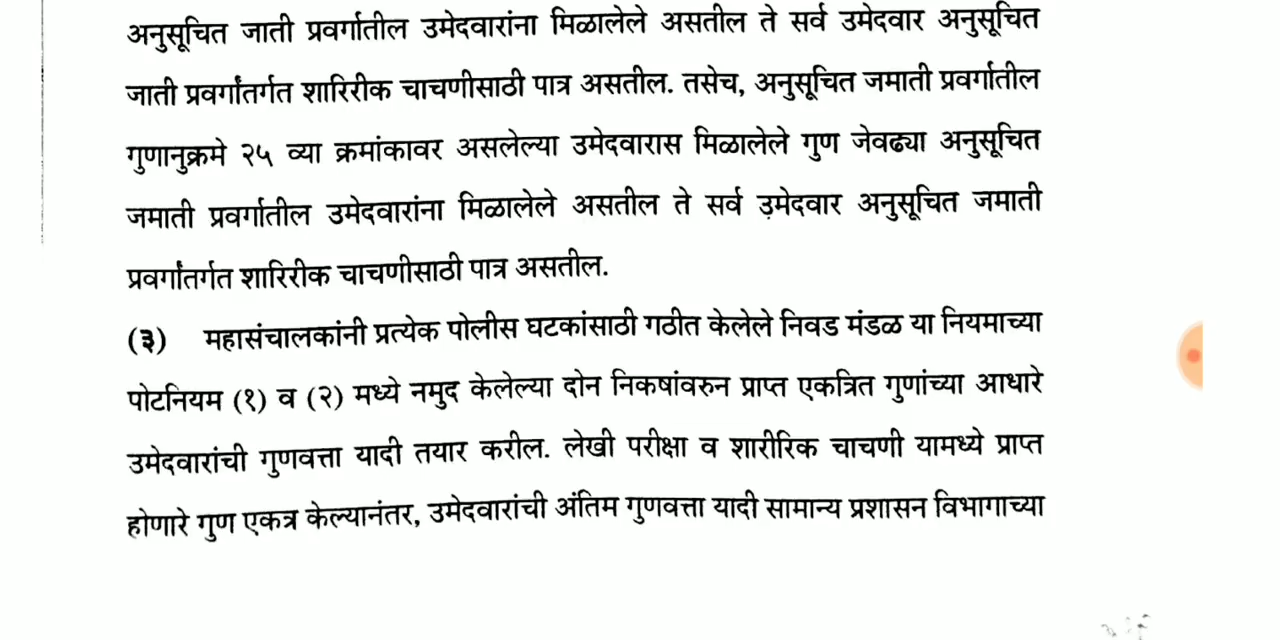 अनुसूचित जाती प्रवर्गातील उमेदवारांना मिळालेले असतील ते सर्व उमेदवार अनुसूचित
जाती प्रवर्गांतर्गत शारिरीक चाचणीसाठी पात्र असतील. तसेच, अनुसूचित जमाती प्रवर्गातील
गुणानुक्रमे २५ व्या क्रमांकावर असलेल्या उमेदवारास मिळालेले गुण जेवढ्या अनुसूचित
जमाती प्रवर्गातील उमेदवारांना मिळालेले असतील ते सर्व उमेदवार अनुसूचित जमाती
प्रवर्गांतर्गत शारिरीक चाचणीसाठी पात्र असतील.
(३) महासंचालकांनी प्रत्येक पोलीस घटकांसाठी गठीत केलेले निवड मंडळ या नियमाच्या
पोटनियम (१) व (२) मध्ये नमुद केलेल्या दोन निकषांवरुन प्राप्त एकत्रित गुणांच्या आधारे
उमेदवारांची गुणवत्ता यादी तयार करील. लेखी परीक्षा व शारीरिक चाचणी यामध्ये प्राप्त
होणारे गुण एकत्र केल्यानंतर, उमेदवारांची अंतिम गुणवत्ता यादी सामान्य प्रशासन विभागाच्या